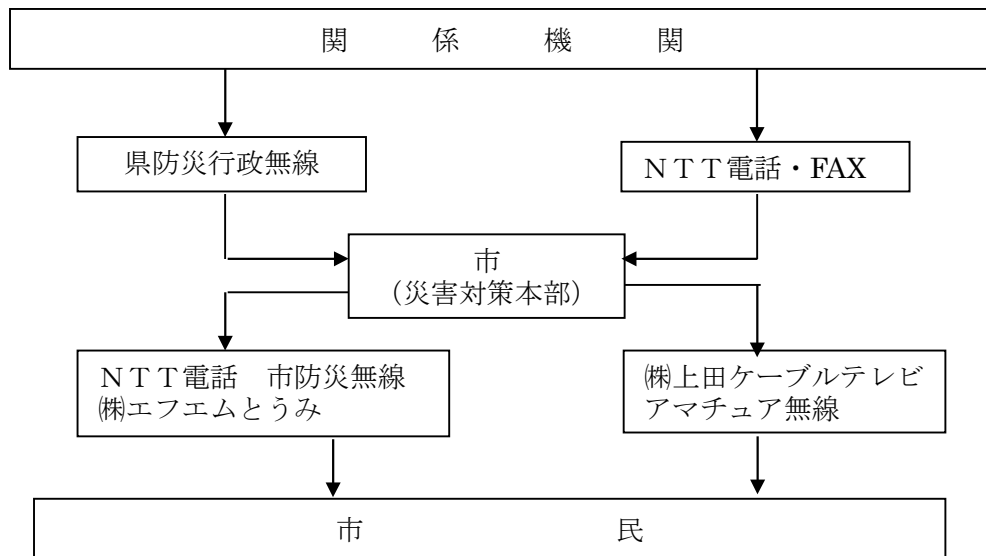 関　係　機　関
県防災行政無線
ＮＴＴ電話・FAX
市
（災害対策本部）
ＮＴＴ電話　市防災無線
㈱エフエムとうみ
㈱上田ケーブルテレビ
アマチュア無線
市　民